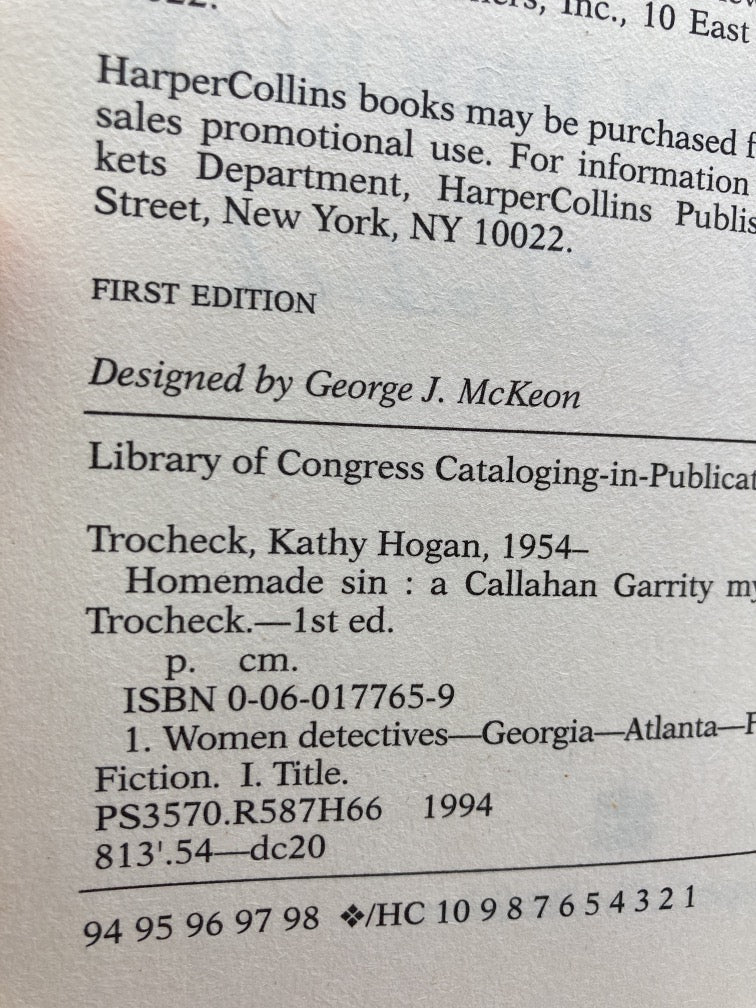 Inc., 10 East
HarperCollins books may be purchased f
sales promotional use. For information
kets Department, HarperCollins Publis
Street, New York, NY 10022.
FIRST EDITION
Designed by George J. McKeon
Library of Congress Cataloging-in-Publicat
Trocheck, Kathy Hogan, 1954–
Homemade sin : a Callahan Garrity my
Trocheck.—1st ed.
p. cm.
ISBN 0-06-017765-9
1. Women detectives—Georgia—Atlanta—F
Fiction. I. Title.
PS3570.R587H66 1994
813'.54—dc20
94 95 96 97 98 ❖/HC 10 9 8 7 6 5 4 3 2 1